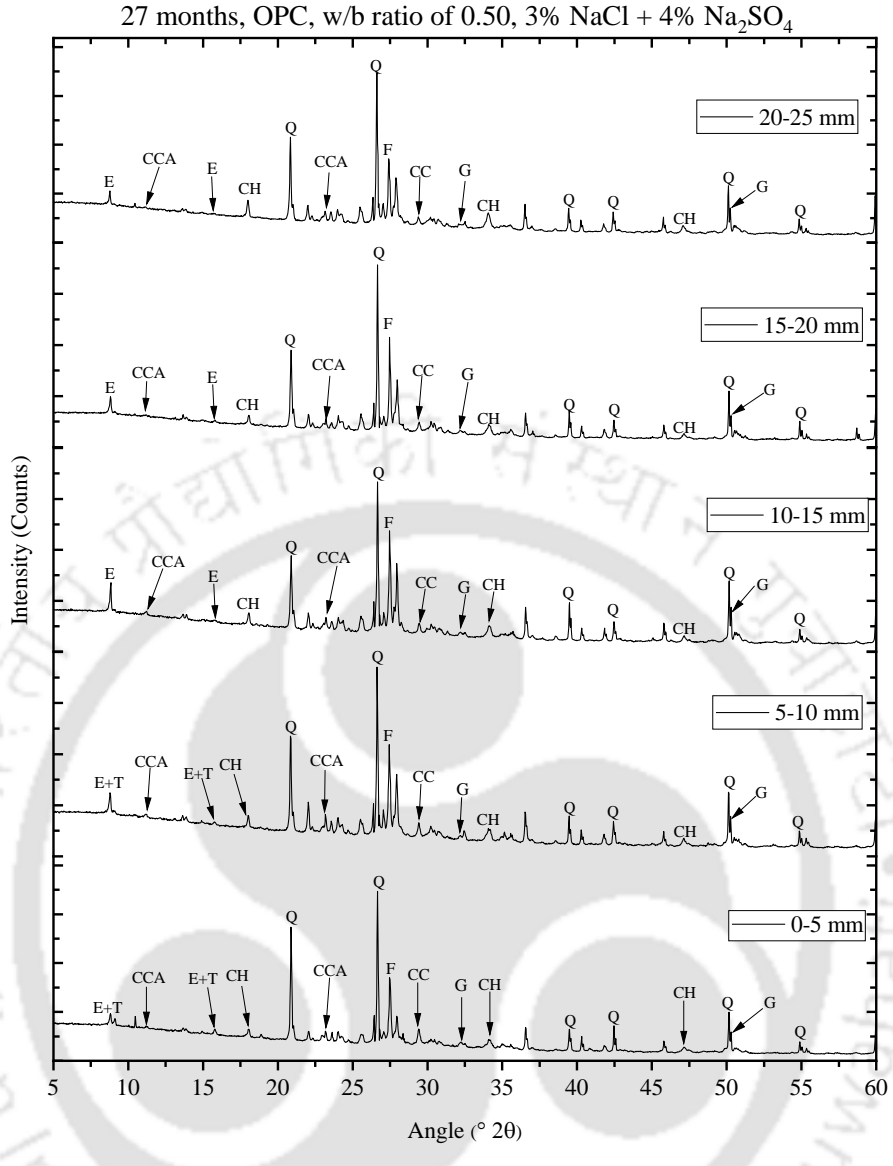 27 months, OPC, w/b ratio of 0.50, 3% NaCl + 4% Na₂SO₄
Intensity (Counts)
20-25 mm
E CCA E CH Q CCA Q F CC G CH Q Q CH Q G Q
15-20 mm
E CCA E CH Q CCA Q F CC G CH Q Q CH Q G Q
10-15 mm
E CCA E CH Q CCA Q F CC G CH Q Q CH Q G Q
5-10 mm
E+T CCA E+T CH Q CCA Q F CC G CH Q Q CH Q G Q
0-5 mm
E+T CCA E+T CH Q CCA Q F CC G CH Q Q CH Q G Q
5 10 15 20 25 30 35 40 45 50 55 60
Angle (° 2θ)